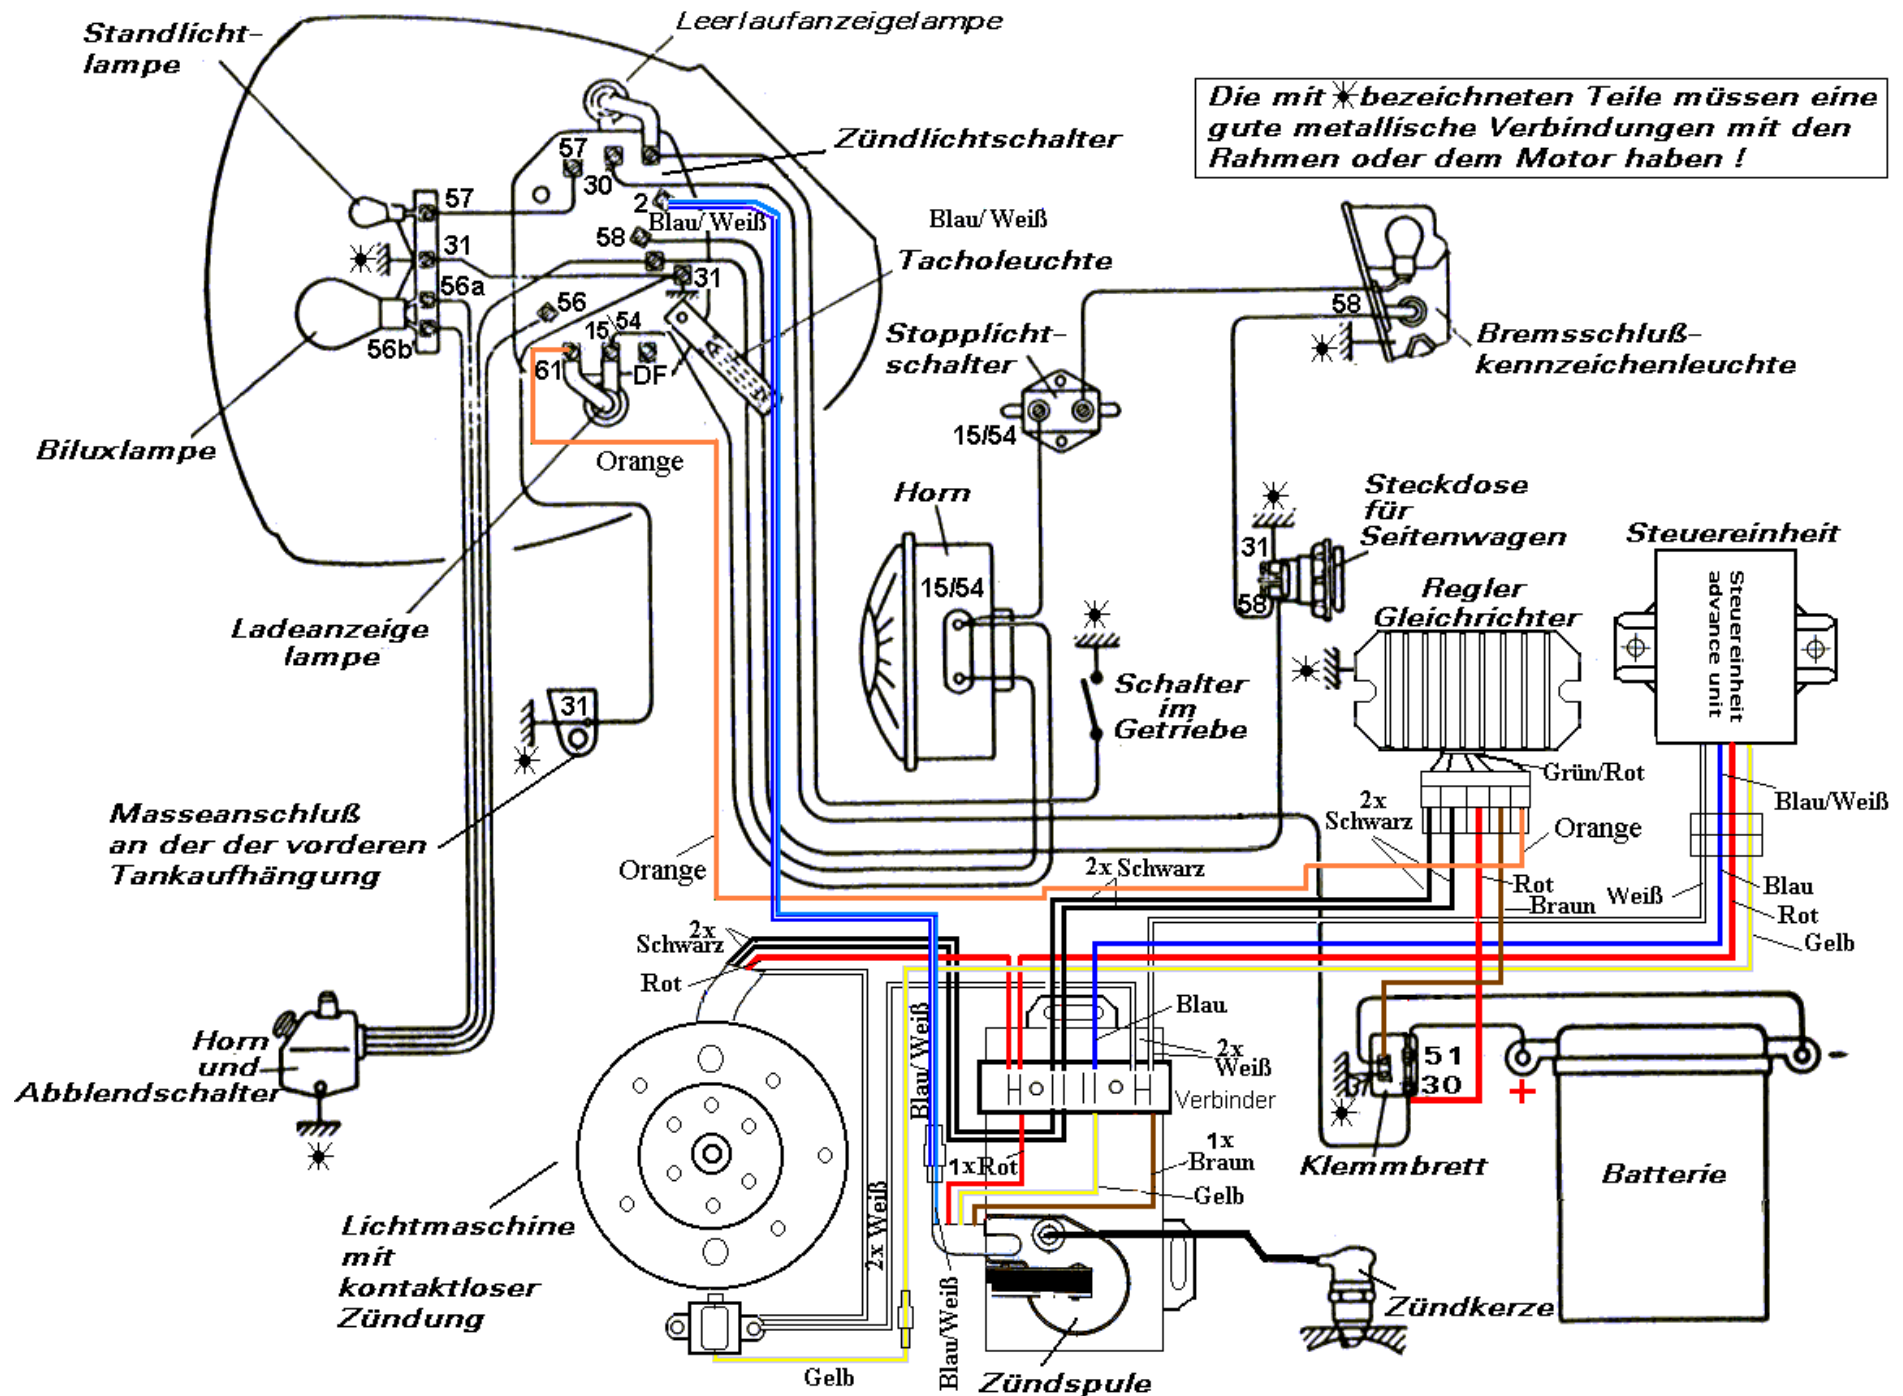 Leerlaufanzeigelampe
Standlicht-
lampe
Die mit bezeichneten Teile müssen eine
gute metallische Verbindungen mit den
Rahmen oder dem Motor haben !
Zündlichtschalter
57
30
57
2
Blau/ Weiß
Blau/ Weiß
58
31
31
Tacholeuchte
56a
56
58
15
54
Stopplicht-
schalter
Bremsschluß-
kennzeichenleuchte
56b
61
DF
15/54
Biluxlampe
Orange
Horn
Steckdose
für
Seitenwagen
Steuereinheit
31
15/54
58
Regler
Gleichrichter
Steuereinheit
advance unit
Ladeanzeige
lampe
Schalter
im
Getriebe
31
Grün/Rot
Blau/Weiß
2x
Schwarz
Orange
Masseanschluß
an der der vorderen
Tankaufhängung
Orange
2x Schwarz
Rot
Braun
Weiß
Blau
Rot
Gelb
2x
Schwarz
Rot
Blau
2x
Weiß
Blau/ Weiß
Horn
und
Abblendschalter
51
30
+
-
Verbinder
1x Rot
1x
Braun
Gelb
Klemmbrett
Batterie
2x Weiß
Lichtmaschine
mit
kontaktloser
Zündung
Blau/Weiß
Zündkerze
Gelb
Zündspule